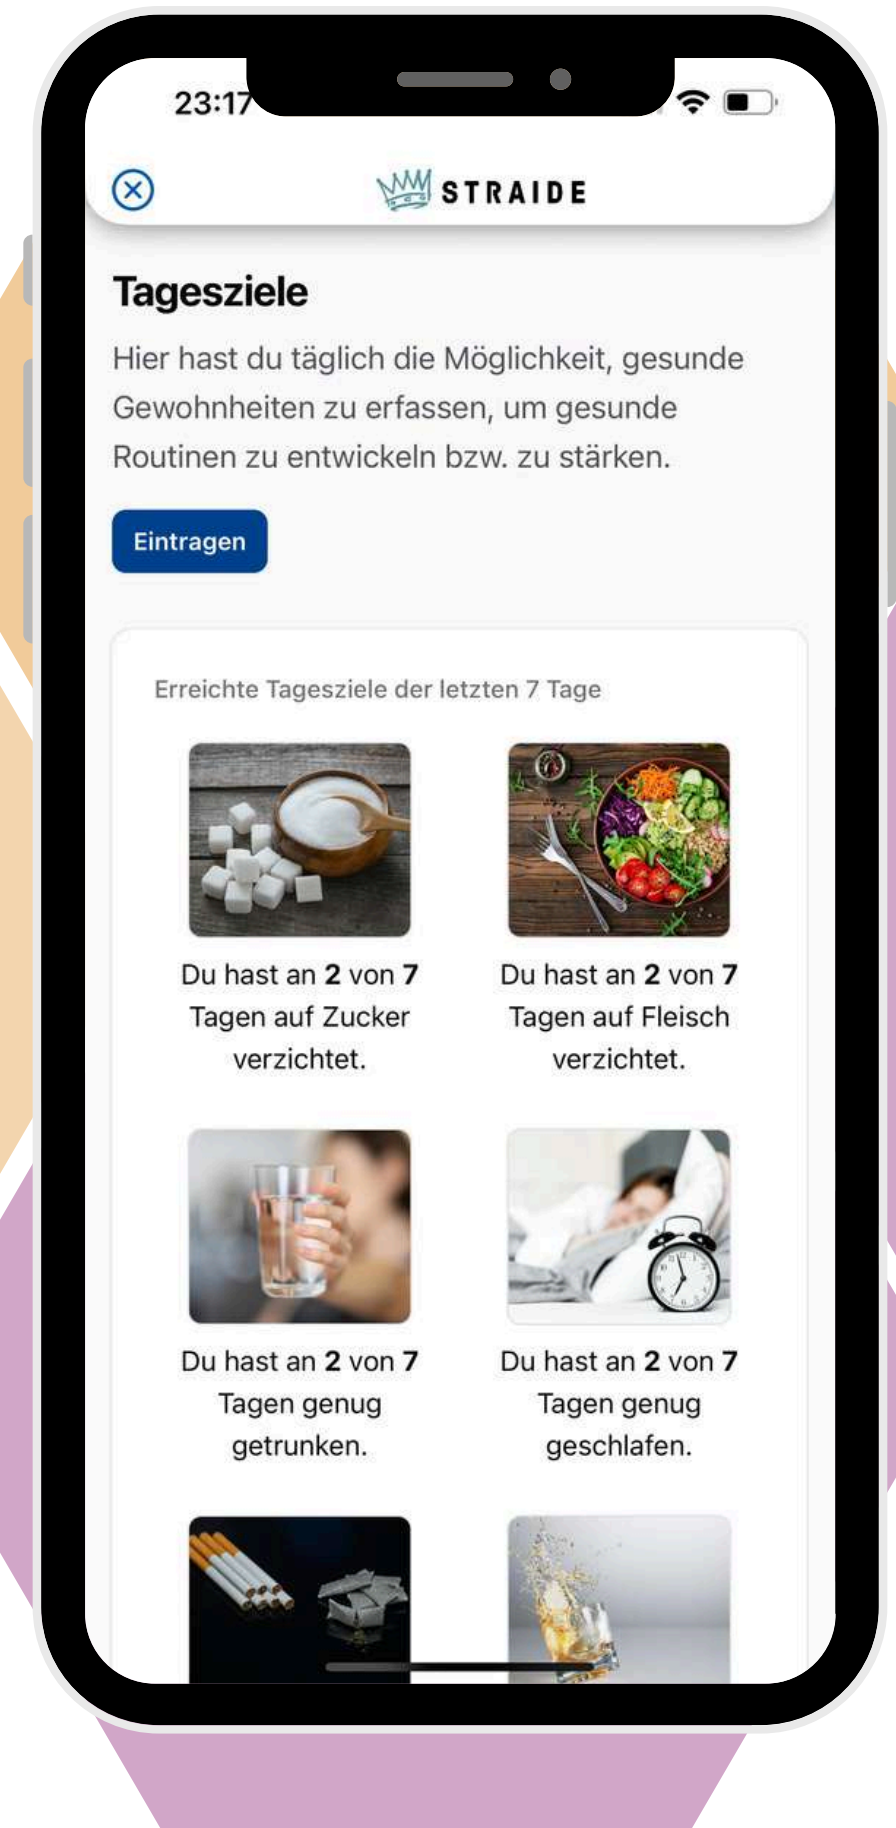 23:17
STRAIDE
Tagesziele
Hier hast du täglich die Möglichkeit, gesunde
Gewohnheiten zu erfassen, um gesunde
Routinen zu entwickeln bzw. zu stärken.
Eintragen
Erreichte Tagesziele der letzten 7 Tage
Du hast an 2 von 7
Tagen auf Zucker
verzichtet.
Du hast an 2 von 7
Tagen auf Fleisch
verzichtet.
Du hast an 2 von 7
Tagen genug
getrunken.
Du hast an 2 von 7
Tagen genug
geschlafen.